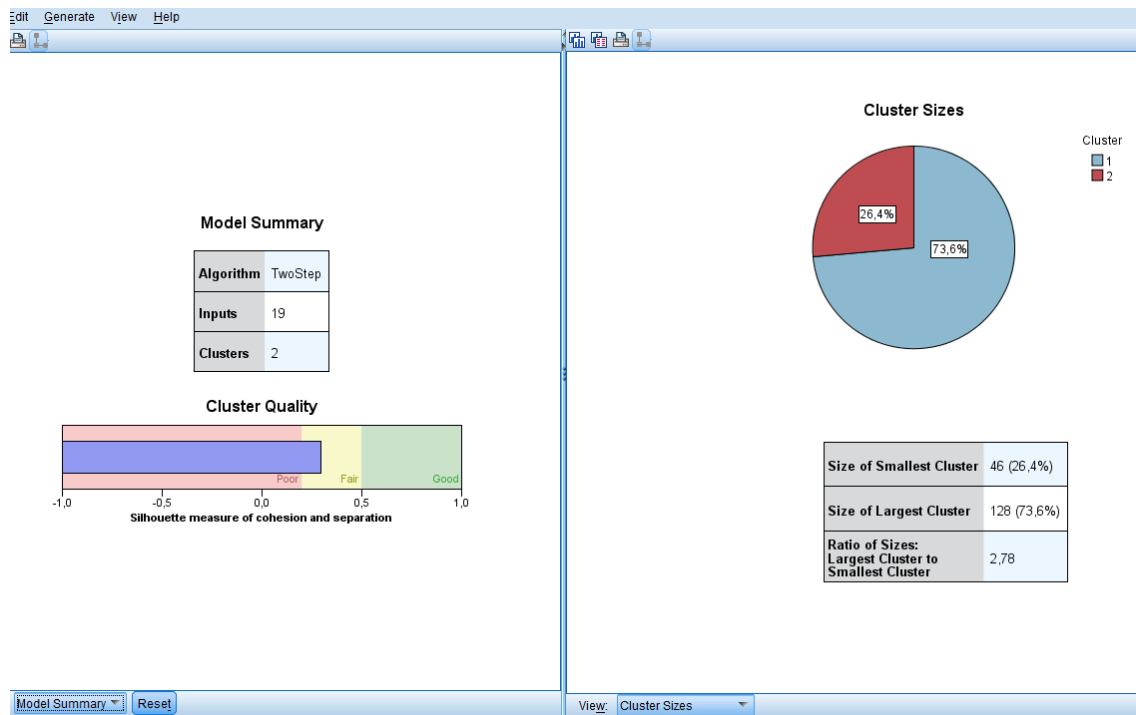 Edit Generate View Help
Model Summary
Algorithm TwoStep
Inputs 19
Clusters 2
Cluster Quality
Poor Fair Good
-1,0 -0,5 0,0 0,5 1,0
Silhouette measure of cohesion and separation
Model Summary Reset
Cluster Sizes
Cluster
1
2
26,4%
73,6%
Size of Smallest Cluster 46 (26,4%)
Size of Largest Cluster 128 (73,6%)
Ratio of Sizes:
Largest Cluster to
Smallest Cluster 2,78
View: Cluster Sizes